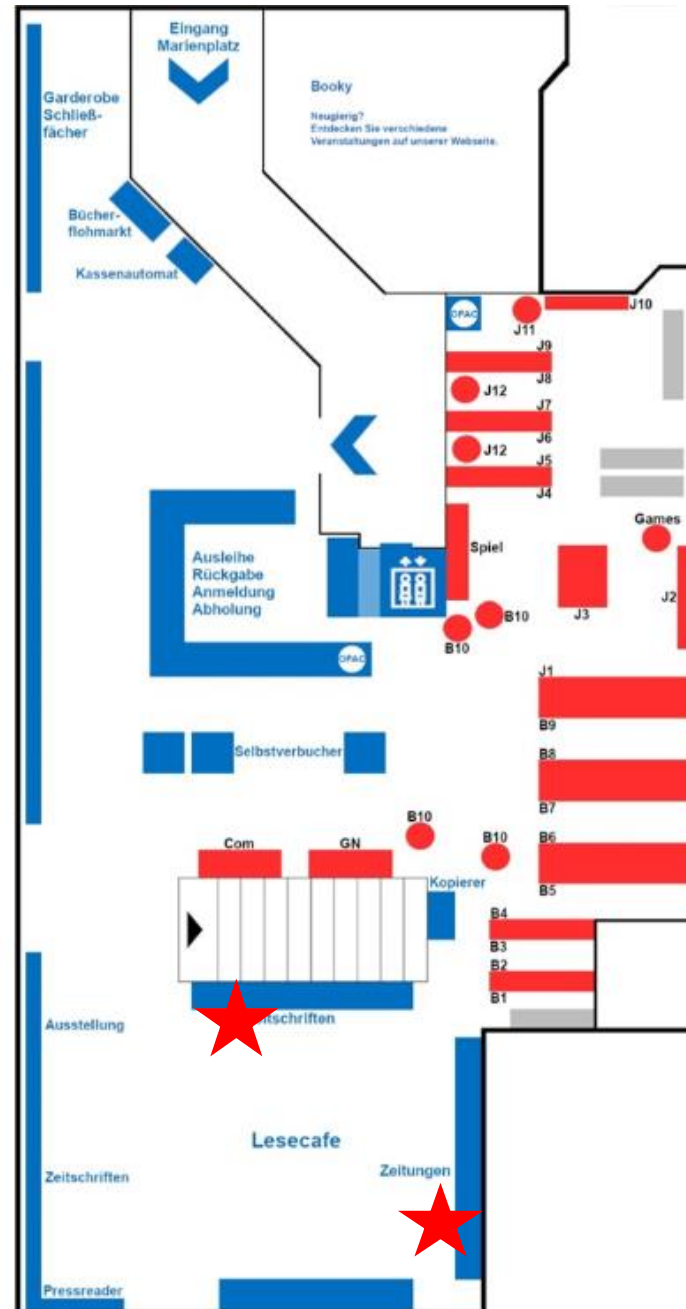 Eingang
Marienplatz
Garderobe
Schließ-
fächer
Booky
Neugierig?
Entdecken Sie verschiedene
Veranstaltungen auf unserer Webseite.
Bücher-
flohmarkt
Kassenautomat
OPAC
J11
J10
J9
J8
J12
J7
J6
J12
J5
J4
Games
Spiel
J3
J2
B10
B10
Ausleihe
Rückgabe
Anmeldung
Abholung
OPAC
J1
B9
Selbstverbucher
B8
B7
B10
B10
B6
B5
Com
GN
Kopierer
B4
B3
B2
B1
Ausstellung
Lesecafe
Zeitungen
Zeitschriften
Pressreader